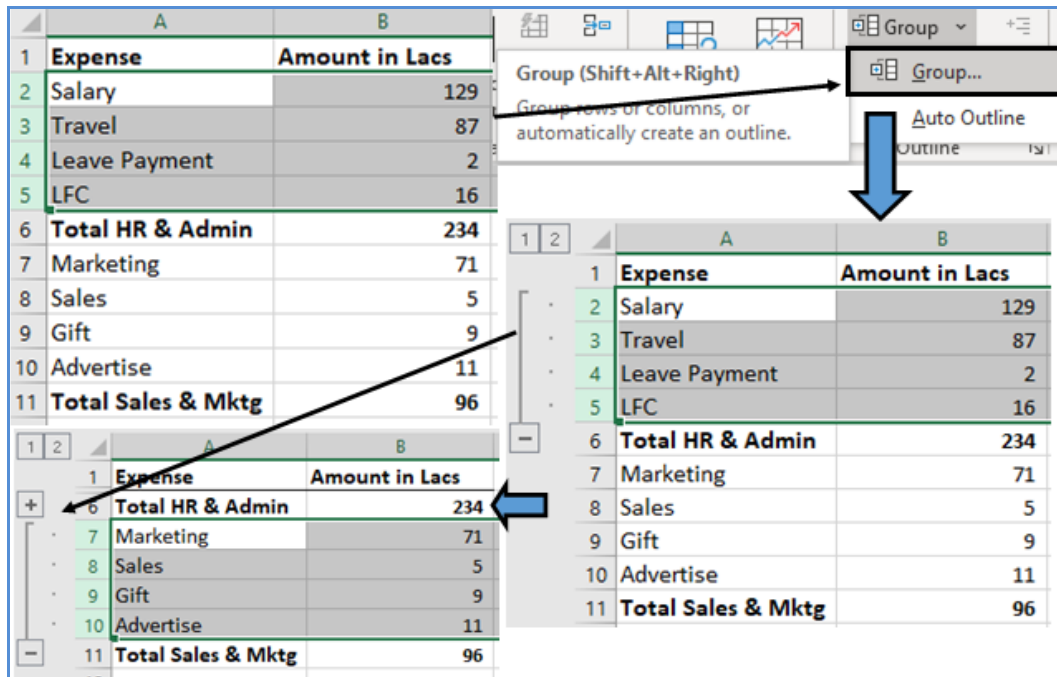 A B
1 Expense Amount in Lacs
2 Salary 129
3 Travel 87
4 Leave Payment 2
5 LFC 16
6 Total HR & Admin 234
7 Marketing 71
8 Sales 5
9 Gift 9
10 Advertise 11
11 Total Sales & Mktg 96
Group
Group (Shift+Alt+Right)
Group rows or columns, or
automatically create an outline.
Group...
Auto Outline
Outline
1 2 A B
1 Expense Amount in Lacs
2 Salary 129
3 Travel 87
4 Leave Payment 2
5 LFC 16
6 Total HR & Admin 234
7 Marketing 71
8 Sales 5
9 Gift 9
10 Advertise 11
11 Total Sales & Mktg 96
1 2 A B
1 Expense Amount in Lacs
6 Total HR & Admin 234
7 Marketing 71
8 Sales 5
9 Gift 9
10 Advertise 11
11 Total Sales & Mktg 96